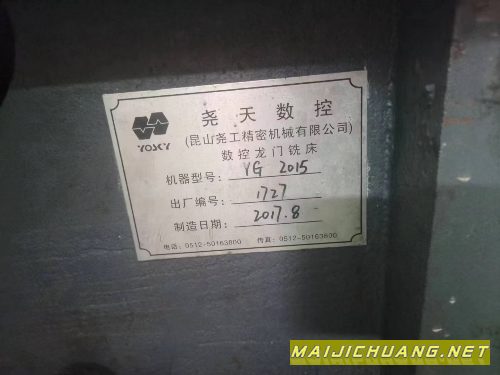 尧天数控
YOSKY
(昆山尧工精密机械有限公司)
数控龙门铣床
机器型号: YG 2015
出厂编号: 1727
制造日期: 2017.8
电话:0512-50163800 传真:0512-50163600
MAIJICHUANG.NET